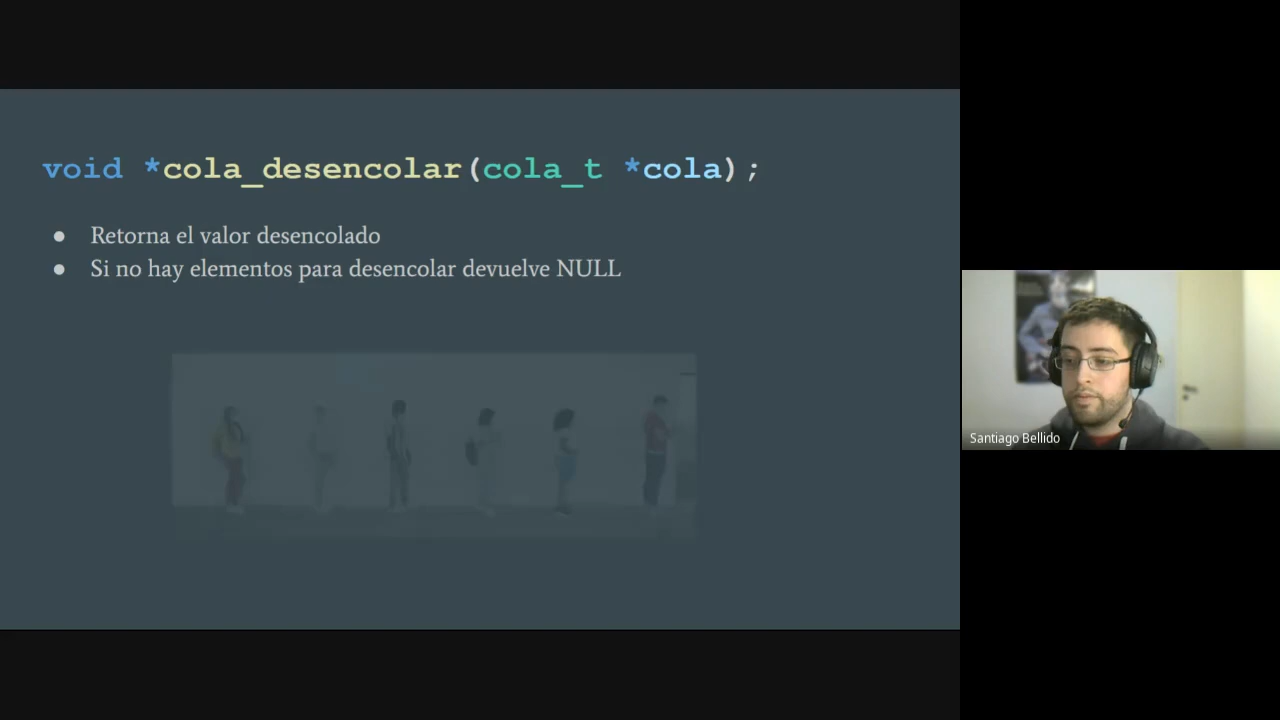 void *cola_desencolar(cola_t *cola);
● Retorna el valor desencolado
● Si no hay elementos para desencolar devuelve NULL
Santiago Bellido